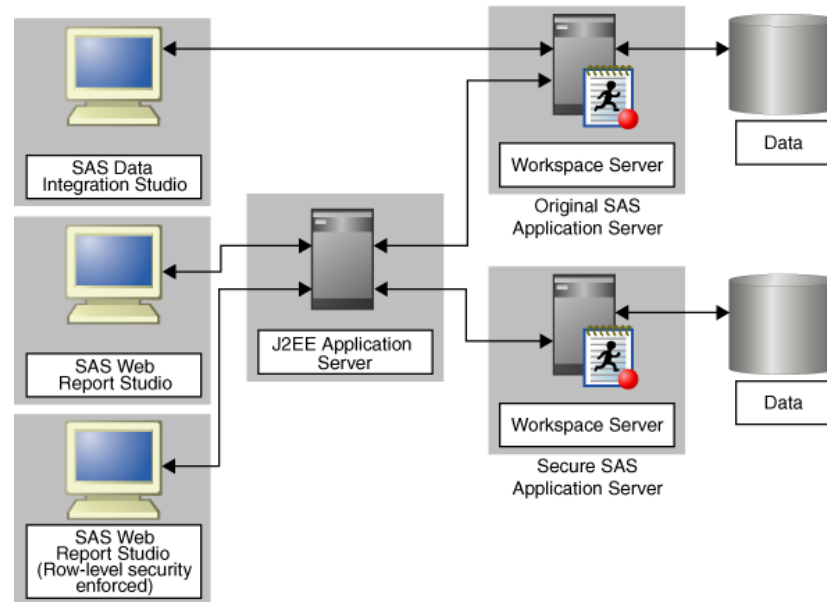 SAS Data
Integration Studio
SAS Web
Report Studio
SAS Web
Report Studio
(Row-level security
enforced)
J2EE Application
Server
Workspace Server
Original SAS
Application Server
Data
Workspace Server
Secure SAS
Application Server
Data